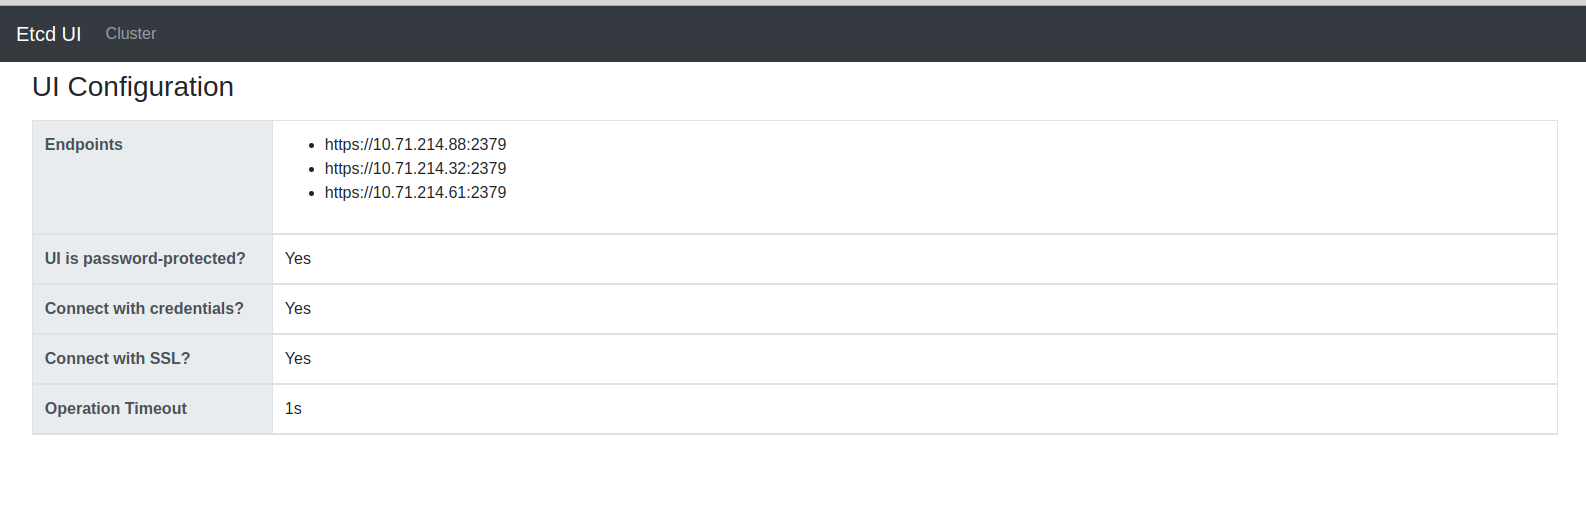 Etcd UI Cluster
UI Configuration
Endpoints
https://10.71.214.88:2379
https://10.71.214.32:2379
https://10.71.214.61:2379
UI is password-protected? Yes
Connect with credentials? Yes
Connect with SSL? Yes
Operation Timeout 1s